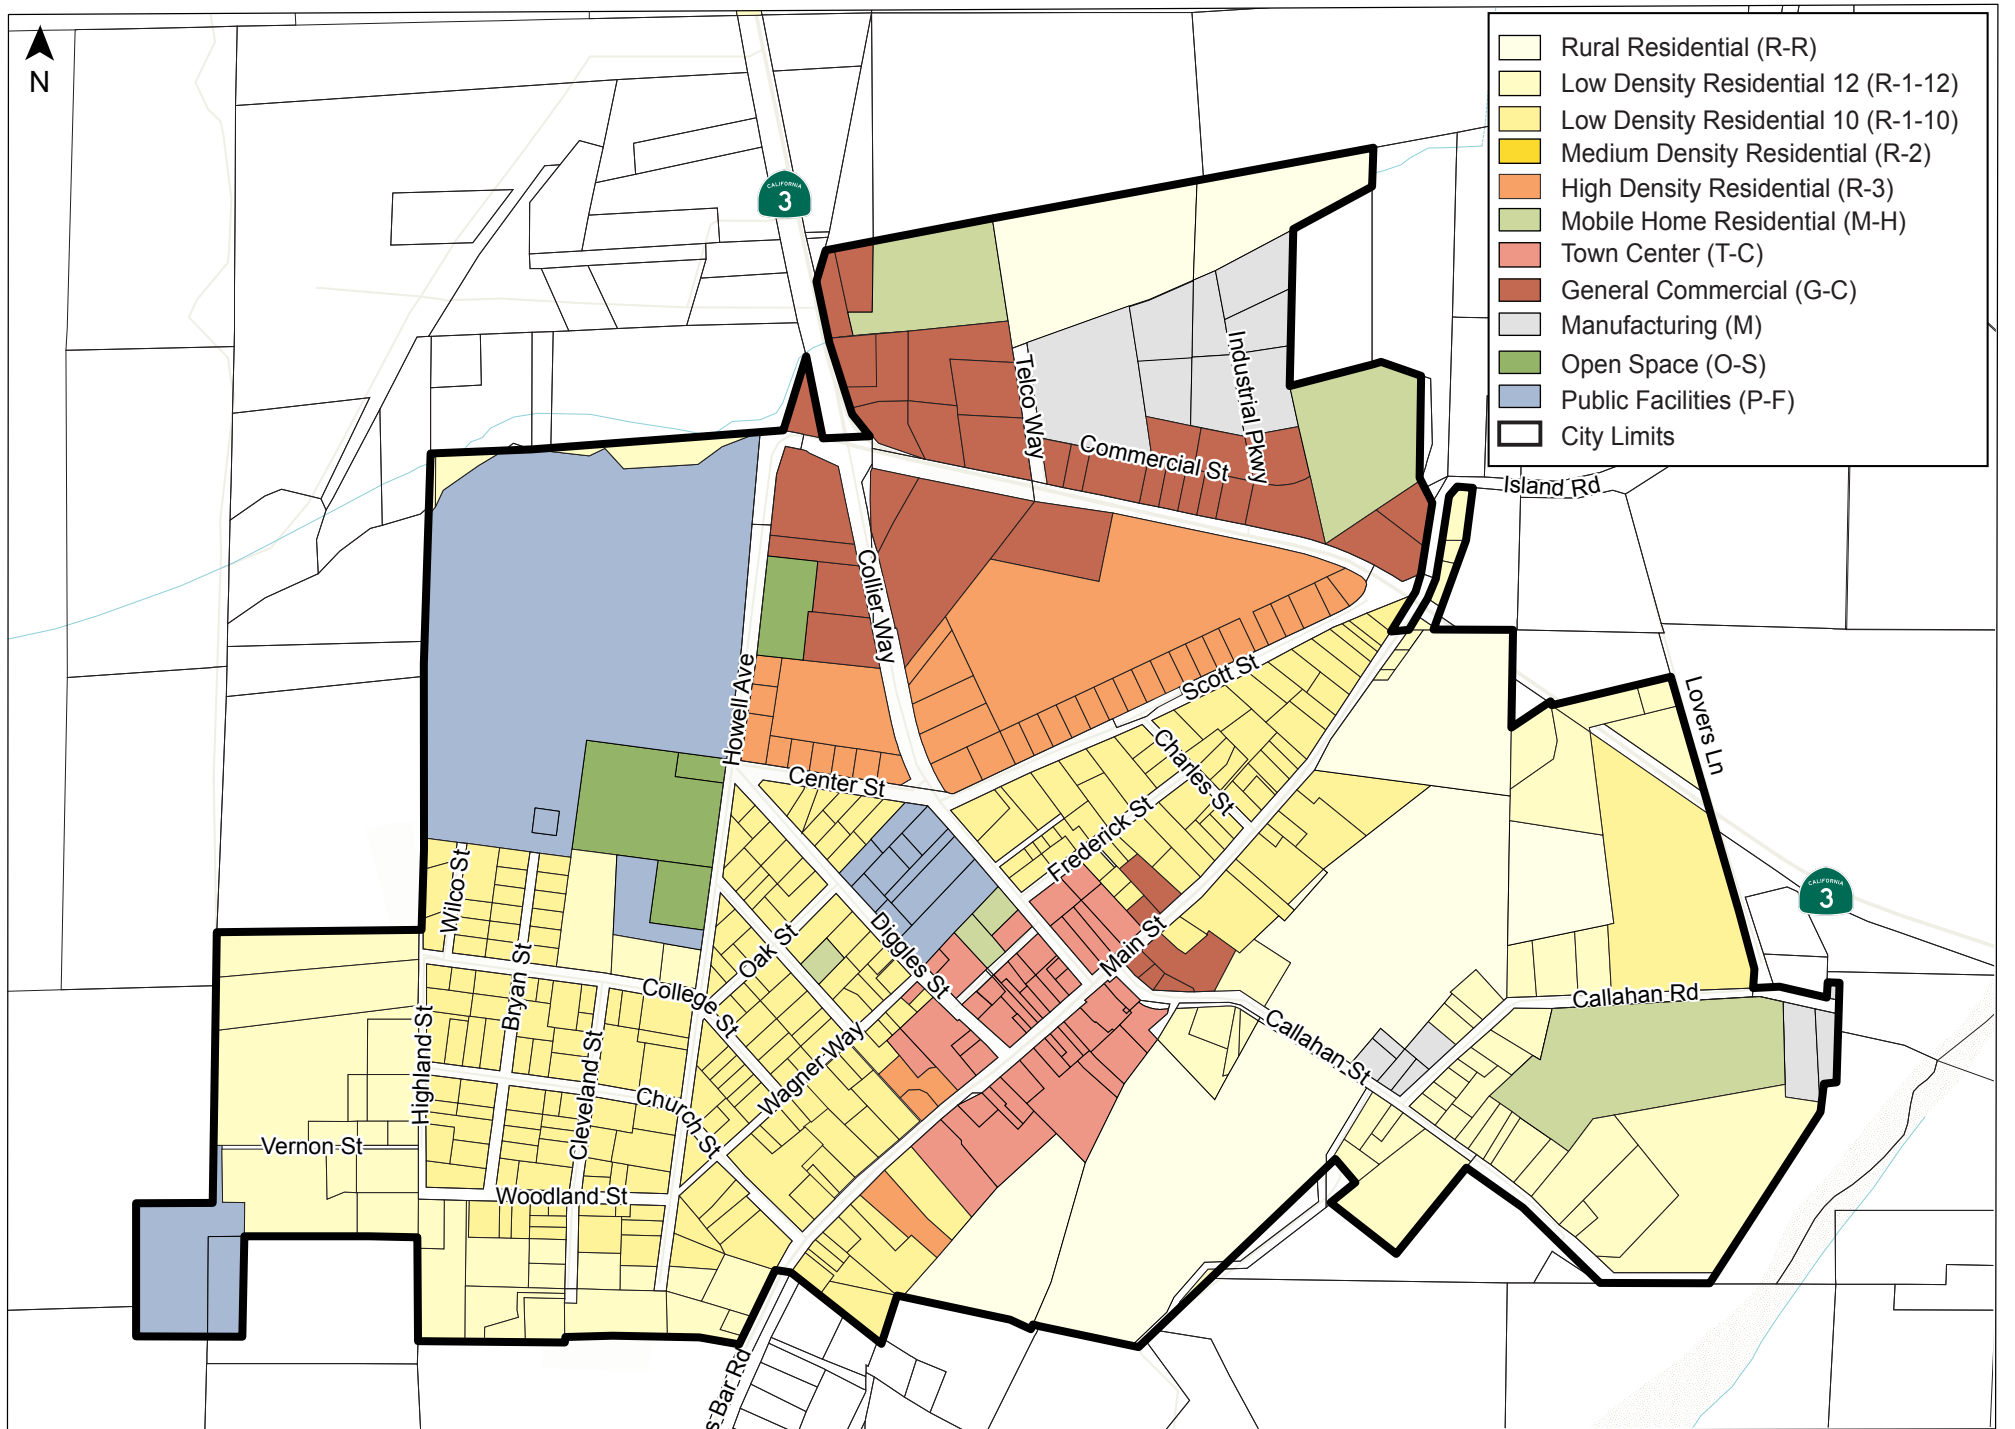 N
CALIFORNIA
3
Rural Residential (R-R)
Low Density Residential 12 (R-1-12)
Low Density Residential 10 (R-1-10)
Medium Density Residential (R-2)
High Density Residential (R-3)
Mobile Home Residential (M-H)
Town Center (T-C)
General Commercial (G-C)
Manufacturing (M)
Open Space (O-S)
Public Facilities (P-F)
City Limits
Telco Way
Industrial Pkwy
Commercial St
Island Rd
Collier Way
Howell Ave
Scott St
Lovers Ln
Center St
Charles St
Frederick St
CALIFORNIA
3
Wilco St
Bryan St
Oak St
Diggles St
Main St
College St
Callahan Rd
Highland St
Cleveland St
Wagner Way
Callahan St
Church St
Vernon St
Woodland St
s Bar Rd